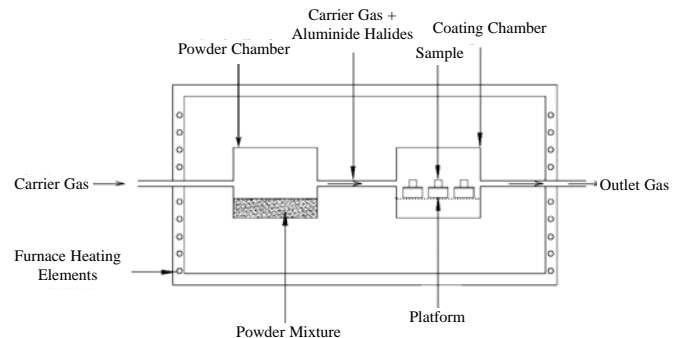 Carrier Gas +
Aluminide Halides
Coating Chamber
Powder Chamber
Sample
Carrier Gas
Outlet Gas
Furnace Heating
Elements
Platform
Powder Mixture